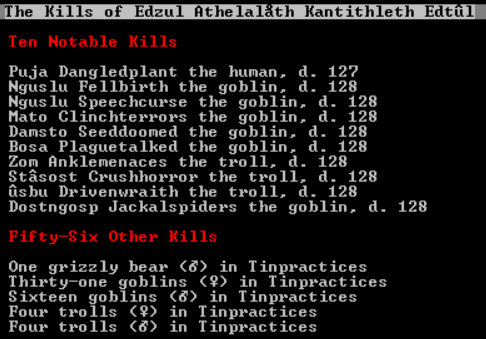 The Kills of Edzul Athelalåth Kantithleth Edtûl
Ten Notable Kills
Puja Dangledplant the human, d. 127
Nguslu Fellbirth the goblin, d. 128
Nguslu Speechcurse the goblin, d. 128
Mato Clinchterrors the goblin, d. 128
Damsto Seeddoomed the goblin, d. 128
Bosa Plaguetalked the goblin, d. 128
Zom Anklemenaces the troll, d. 128
Stâsost Crushhorror the troll, d. 128
ûsbu Drivenwraith the troll, d. 128
Dostngosp Jackalspiders the goblin, d. 128
Fifty-Six Other Kills
One grizzly bear (♂) in Tinpractices
Thirty-one goblins (♀) in Tinpractices
Sixteen goblins (♂) in Tinpractices
Four trolls (♀) in Tinpractices
Four trolls (♂) in Tinpractices